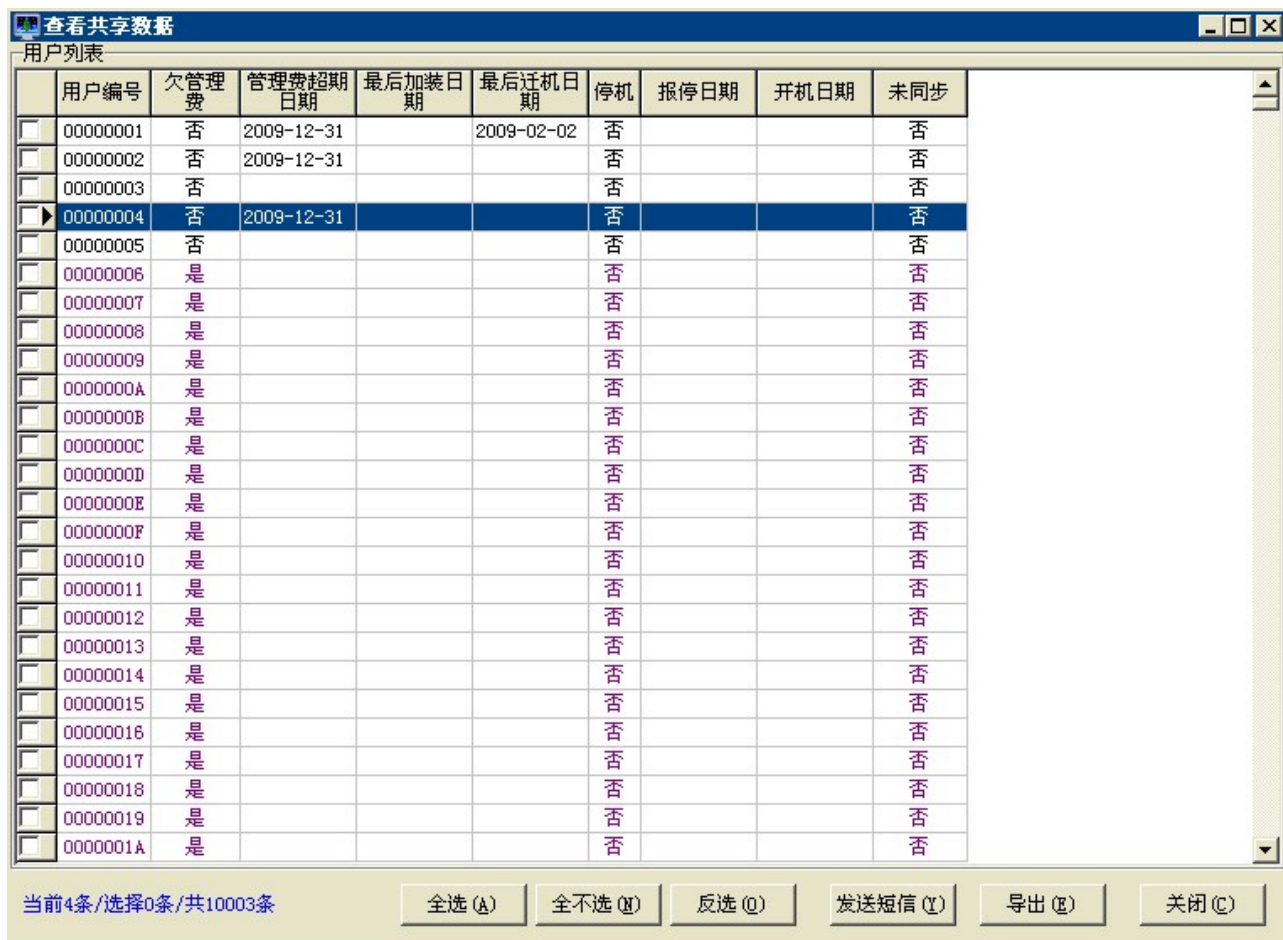 查看共享数据
用户列表
用户编号 欠管理费 管理费超期日期 最后加装日期 最后迁机日期 停机 报停日期 开机日期 未同步
00000001 否 2009-12-31 2009-02-02 否 否
00000002 否 2009-12-31 否 否
00000003 否 否 否
00000004 否 2009-12-31 否 否
00000005 否 否 否
00000006 是 否 否
00000007 是 否 否
00000008 是 否 否
00000009 是 否 否
0000000A 是 否 否
0000000B 是 否 否
0000000C 是 否 否
0000000D 是 否 否
0000000E 是 否 否
0000000F 是 否 否
00000010 是 否 否
00000011 是 否 否
00000012 是 否 否
00000013 是 否 否
00000014 是 否 否
00000015 是 否 否
00000016 是 否 否
00000017 是 否 否
00000018 是 否 否
00000019 是 否 否
0000001A 是 否 否
当前4条/选择0条/共10003条 全选(A) 全不选(N) 反选(O) 发送短信(Y) 导出(E) 关闭(C)